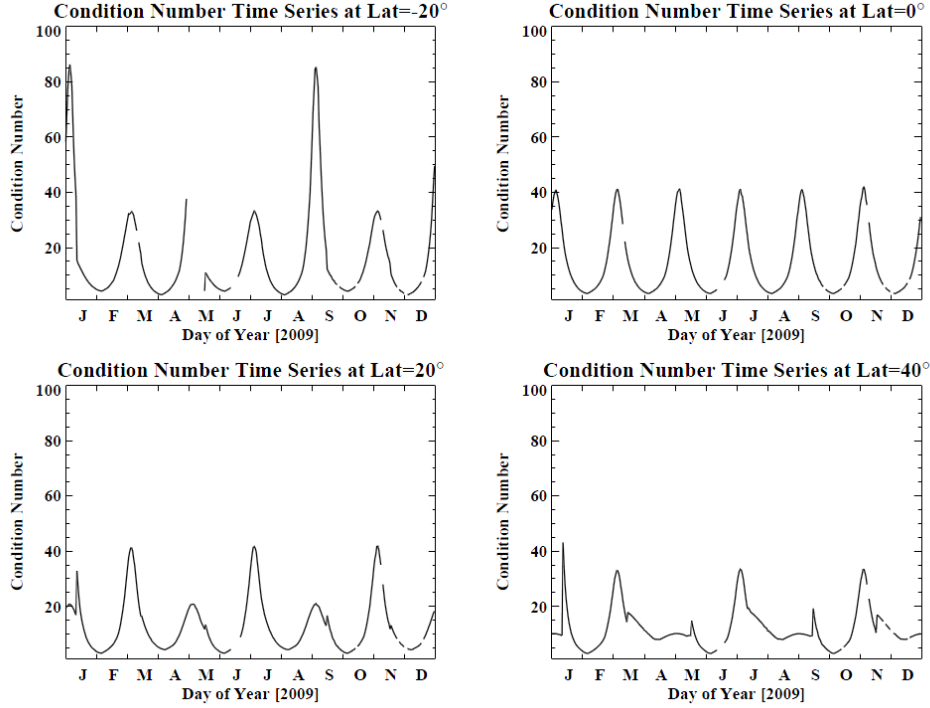 Condition Number Time Series at Lat=-20°
100
80
60
40
20
Condition Number
J F M A M J J A S O N D
Day of Year [2009]
Condition Number Time Series at Lat=0°
100
80
60
40
20
Condition Number
J F M A M J J A S O N D
Day of Year [2009]
Condition Number Time Series at Lat=20°
100
80
60
40
20
Condition Number
J F M A M J J A S O N D
Day of Year [2009]
Condition Number Time Series at Lat=40°
100
80
60
40
20
Condition Number
J F M A M J J A S O N D
Day of Year [2009]